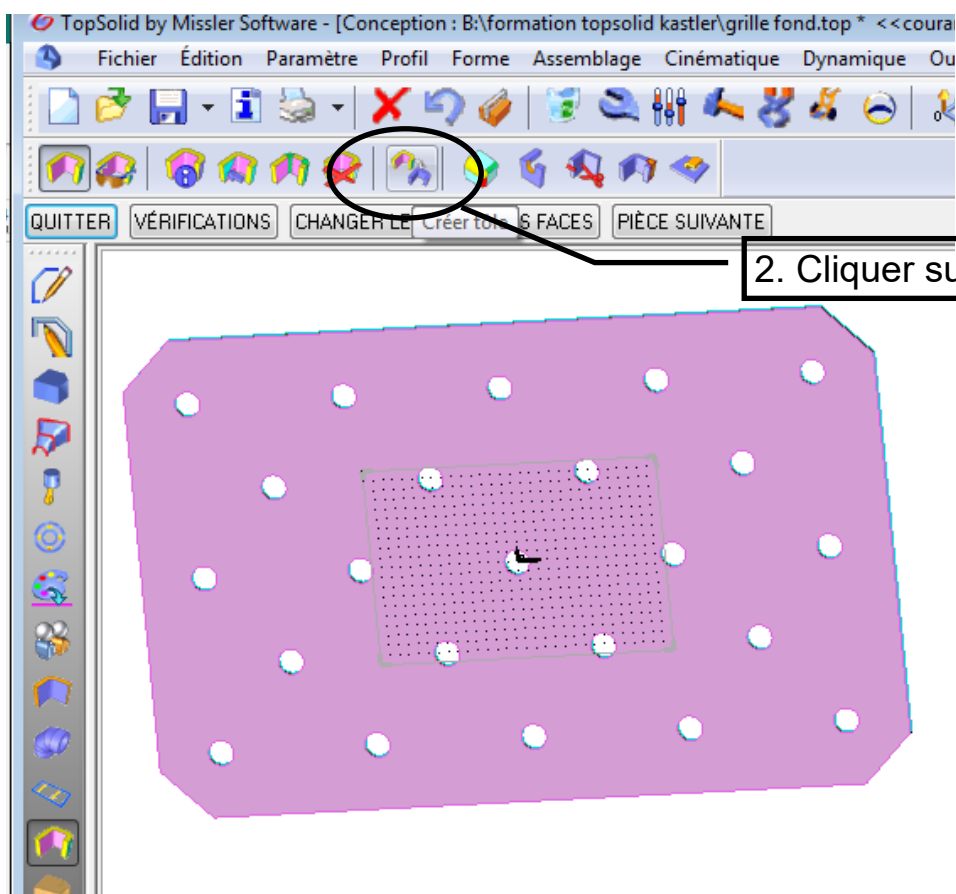 TopSolid by Missler Software - [Conception : B:\formation topsolid kastler\grille fond.top * <<coura
Fichier Édition Paramètre Profil Forme Assemblage Cinématique Dynamique Ou
QUITTER VÉRIFICATIONS CHANGER LE Créer tôle S FACES PIÈCE SUIVANTE
2. Cliquer su